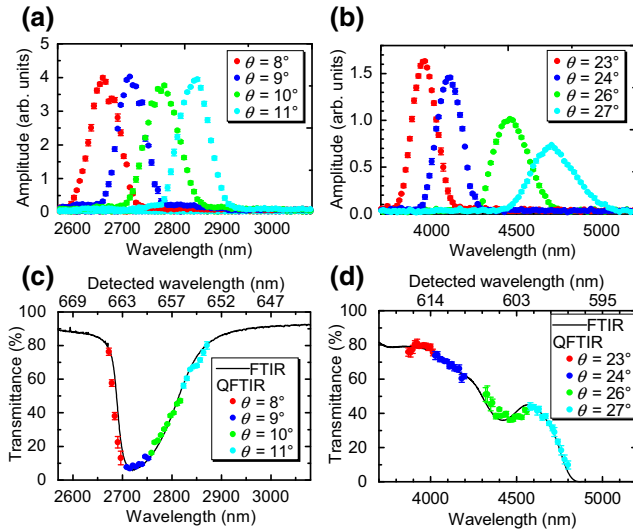 (a)
Amplitude (arb. units)
5
4
3
2
1
0
2600 2700 2800 2900 3000
Wavelength (nm)
θ = 8°
θ = 9°
θ = 10°
θ = 11°
(b)
Amplitude (arb. units)
1.5
1.0
0.5
0.0
4000 4500 5000
Wavelength (nm)
θ = 23°
θ = 24°
θ = 26°
θ = 27°
(c)
Detected wavelength (nm)
669 663 657 652 647
Transmittance (%)
100
80
60
40
20
0
2600 2700 2800 2900 3000
Wavelength (nm)
FTIR
QFTIR
θ = 8°
θ = 9°
θ = 10°
θ = 11°
(d)
Detected wavelength (nm)
614 603 595
Transmittance (%)
100
80
60
40
20
0
4000 4500 5000
Wavelength (nm)
FTIR
QFTIR
θ = 23°
θ = 24°
θ = 26°
θ = 27°